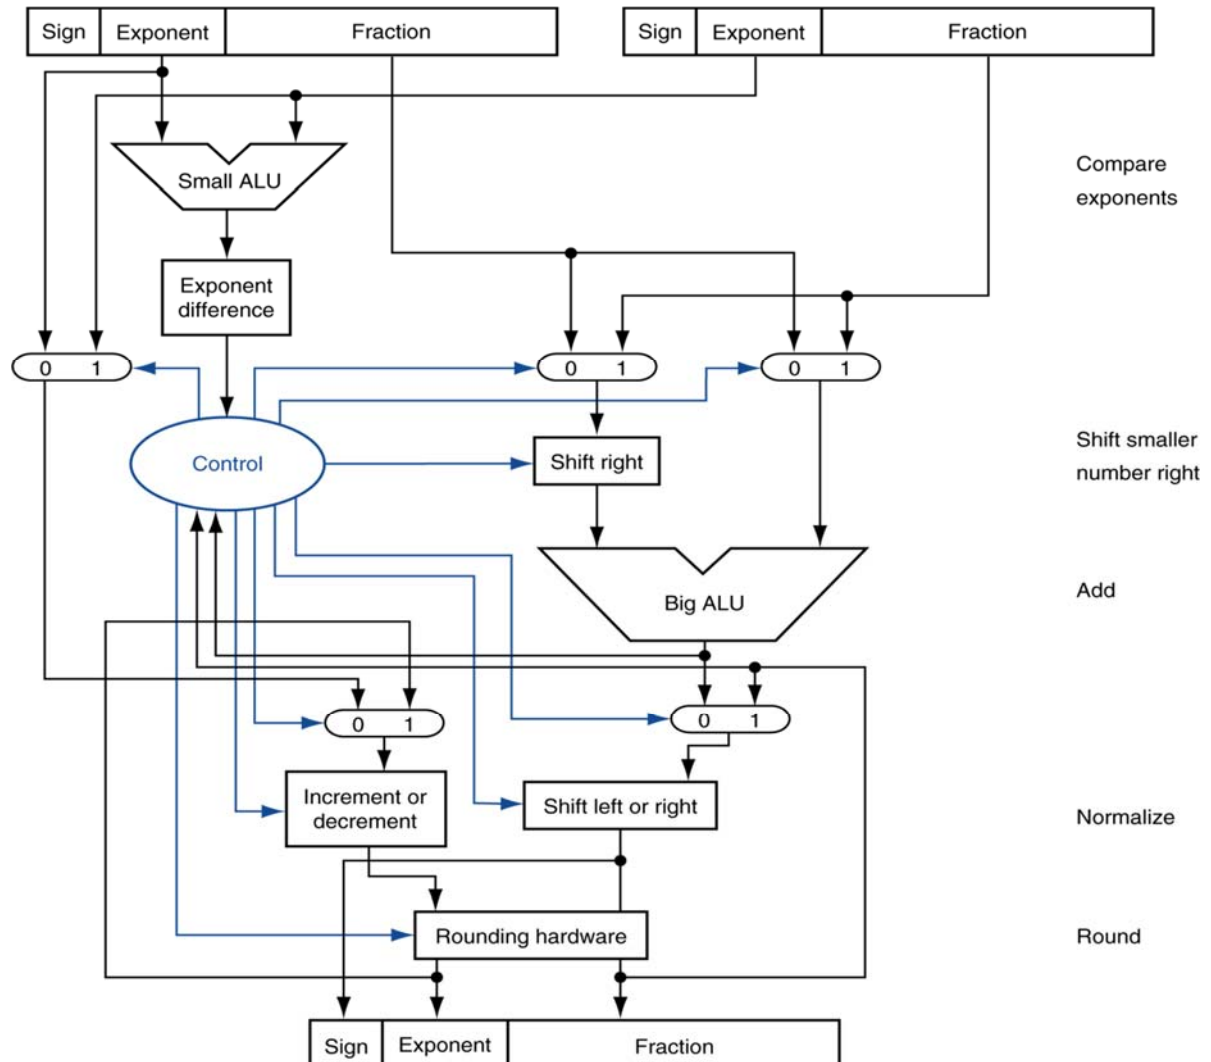 Sign Exponent Fraction
Sign Exponent Fraction
Compare
exponents
Small ALU
Exponent
difference
0 1
0 1
0 1
Control
Shift right
Shift smaller
number right
Big ALU
Add
0 1
0 1
Increment or
decrement
Shift left or right
Normalize
Rounding hardware
Round
Sign Exponent Fraction